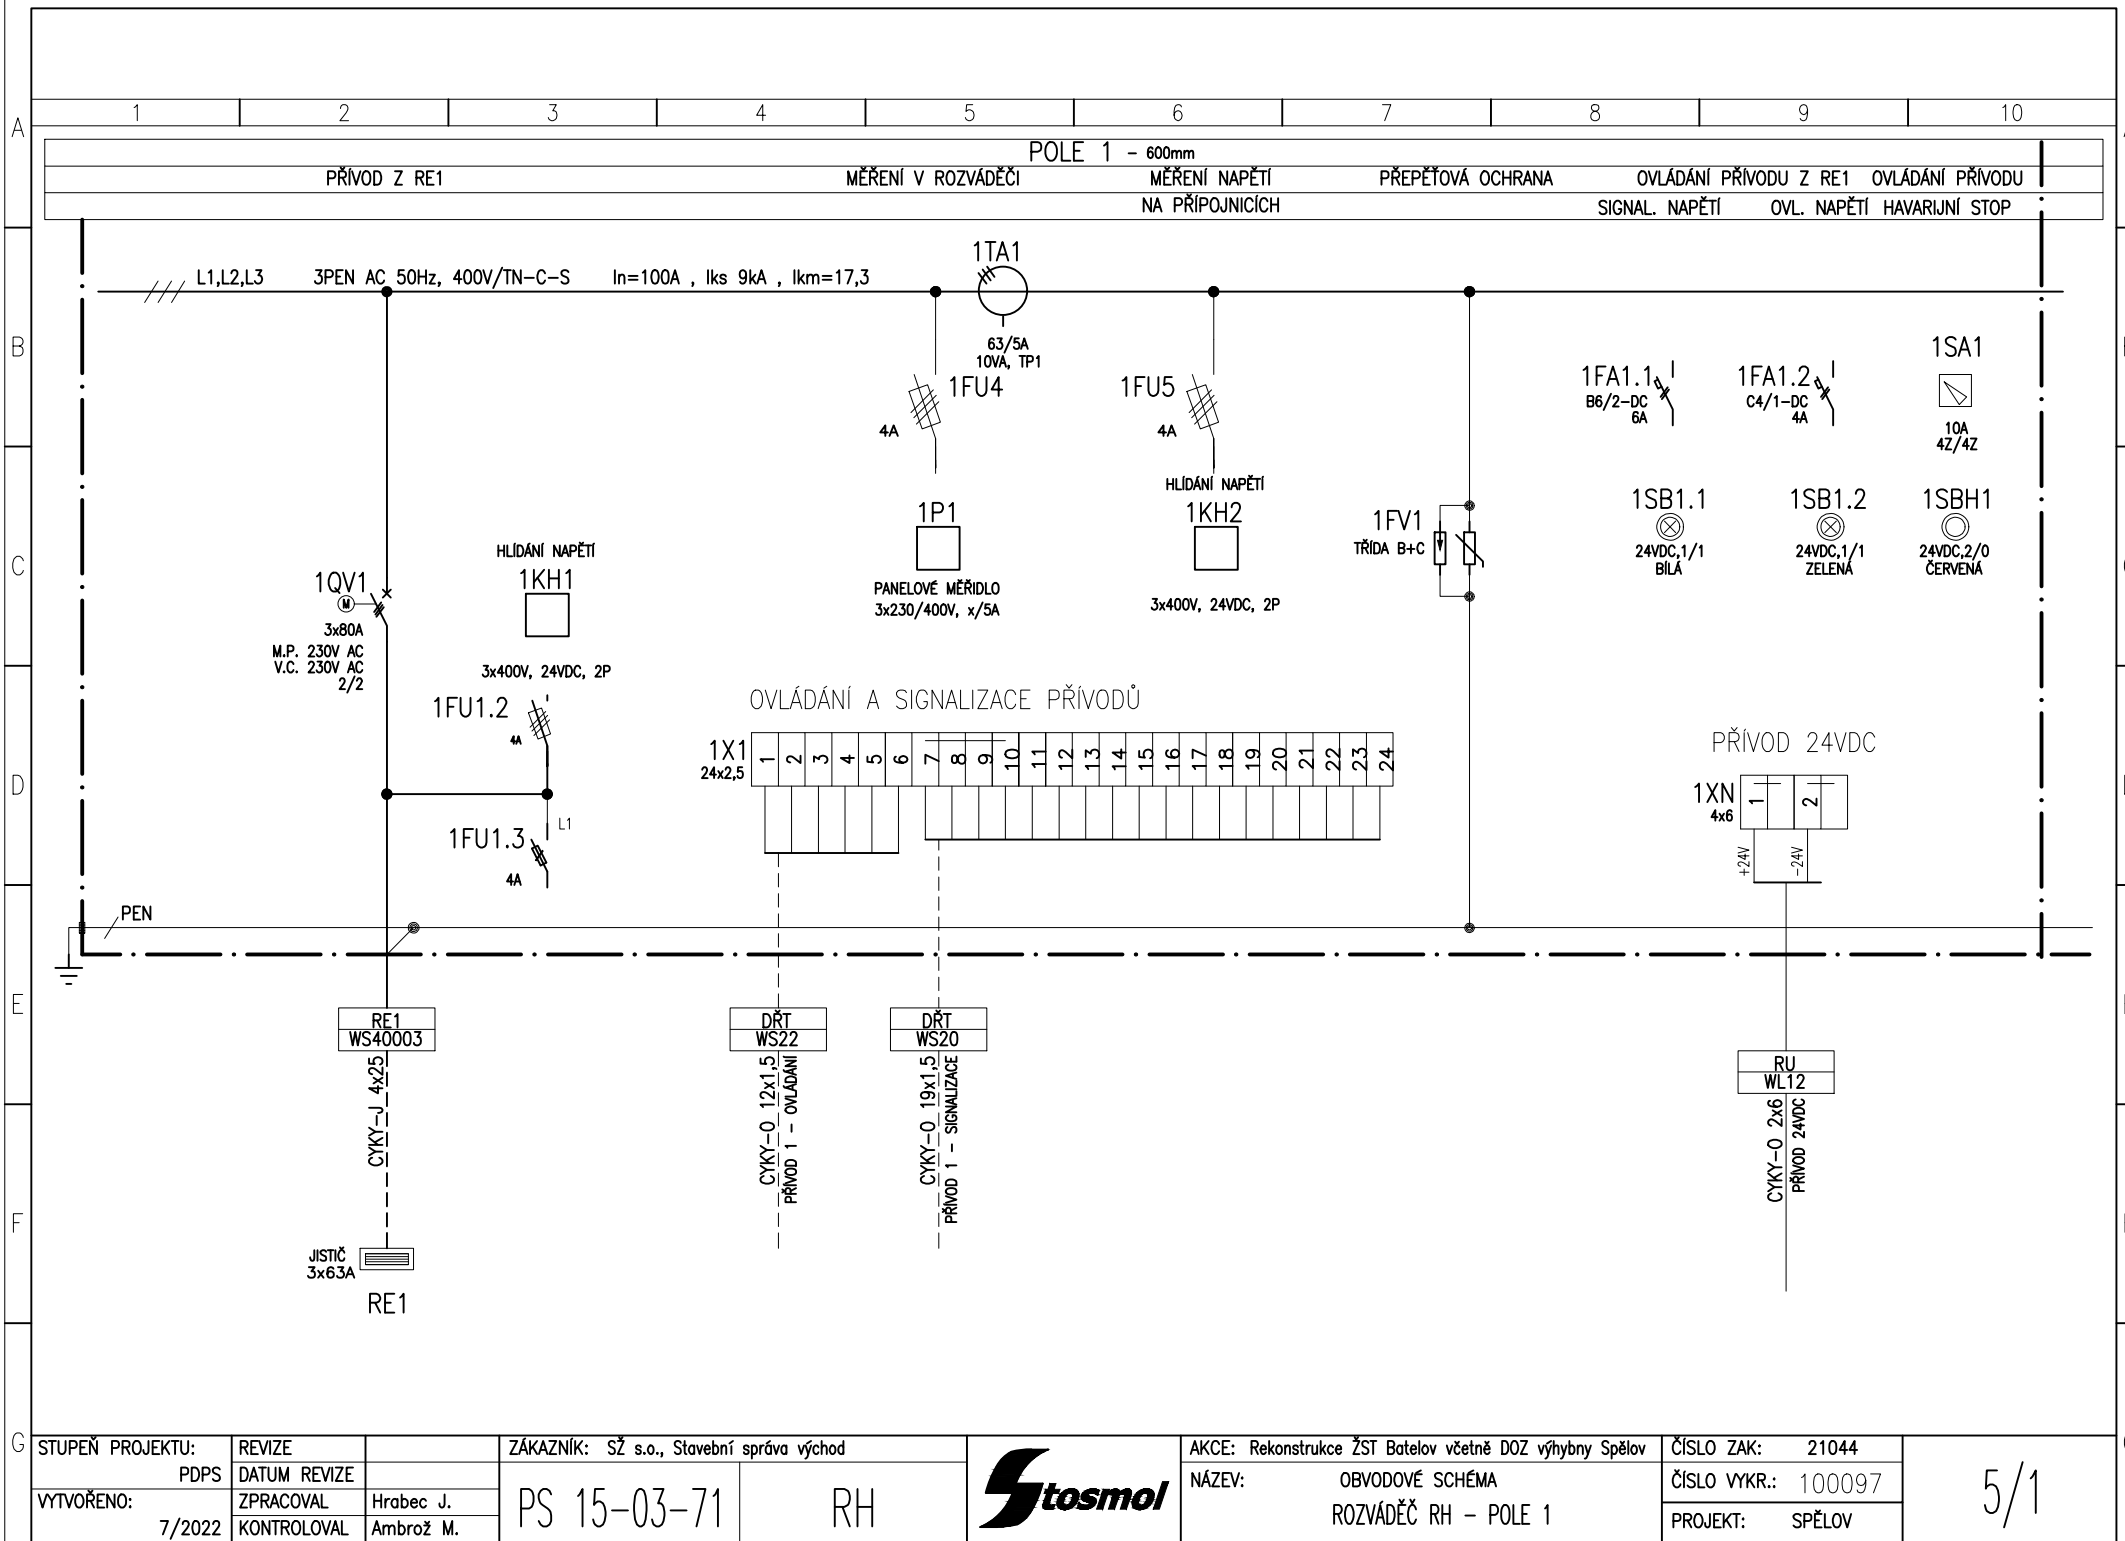 1 2 3 4 5 6 7 8 9 10
A
POLE 1 - 600mm
PŘÍVOD Z RE1 MĚŘENÍ V ROZVÁDĚČI MĚŘENÍ NAPĚTÍ PŘEPĚŤOVÁ OCHRANA OVLÁDÁNÍ PŘÍVODU Z RE1 OVLÁDÁNÍ PŘÍVODU
NA PŘÍPOJNICÍCH SIGNAL. NAPĚTÍ OVL. NAPĚTÍ HAVARIJNÍ STOP
1TA1
L1,L2,L3 3PEN AC 50Hz, 400V/TN-C-S In=100A , Iks 9kA , Ikm=17,3
63/5A
10VA, TP1
B
1FU4
4A
1FU5
4A
1FA1.1
B6/2-DC
6A
1FA1.2
C4/1-DC
4A
1SA1
10A
4Z/4Z
C
1QV1
M
3x80A
M.P. 230V AC
V.C. 230V AC
2/2
HLÍDÁNÍ NAPĚTÍ
1KH1
3x400V, 24VDC, 2P
1P1
PANELOVÉ MĚŘIDLO
3x230/400V, x/5A
HLÍDÁNÍ NAPĚTÍ
1KH2
3x400V, 24VDC, 2P
1FV1
TŘÍDA B+C
1SB1.1
24VDC,1/1
BÍLÁ
1SB1.2
24VDC,1/1
ZELENÁ
1SBH1
24VDC,2/0
ČERVENÁ
D
1FU1.2
4A
L1
1FU1.3
4A
OVLÁDÁNÍ A SIGNALIZACE PŘÍVODŮ
1X1
24x2,5
1 2 3 4 5 6 7 8 9 10 11 12 13 14 15 16 17 18 19 20 21 22 23 24
PŘÍVOD 24VDC
1XN
4x6
1 2
+24V
-24V
PEN
E
RE1
WS40003
CYKY-J 4x25
DŘT
WS22
CYKY-O 12x1,5
PŘÍVOD 1 - OVLÁDÁNÍ
DŘT
WS20
CYKY-O 19x1,5
PŘÍVOD 1 - SIGNALIZACE
RU
WL12
CYKY-O 2x6
PŘÍVOD 24VDC
F
JISTIČ
3x63A
RE1
G
STUPEŇ PROJEKTU:
PDPS
VYTVOŘENO:
7/2022
REVIZE
DATUM REVIZE
ZPRACOVAL Hrabec J.
KONTROLOVAL Ambrož M.
ZÁKAZNÍK: SŽ s.o., Stavební správa východ
PS 15-03-71 RH
Stosmol
AKCE: Rekonstrukce ŽST Batelov včetně DOZ výhybny Spělov
NÁZEV: OBVODOVÉ SCHÉMA
ROZVÁDĚČ RH - POLE 1
ČÍSLO ZAK: 21044
ČÍSLO VYKR.: 100097
PROJEKT: SPĚLOV
5/1